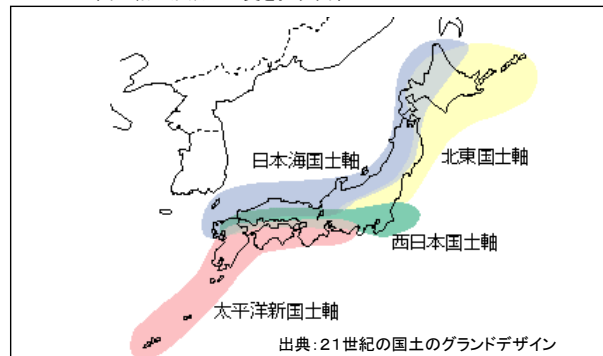 日本海国土軸
北東国土軸
西日本国土軸
太平洋新国土軸
出典：21世紀の国土のグランドデザイン